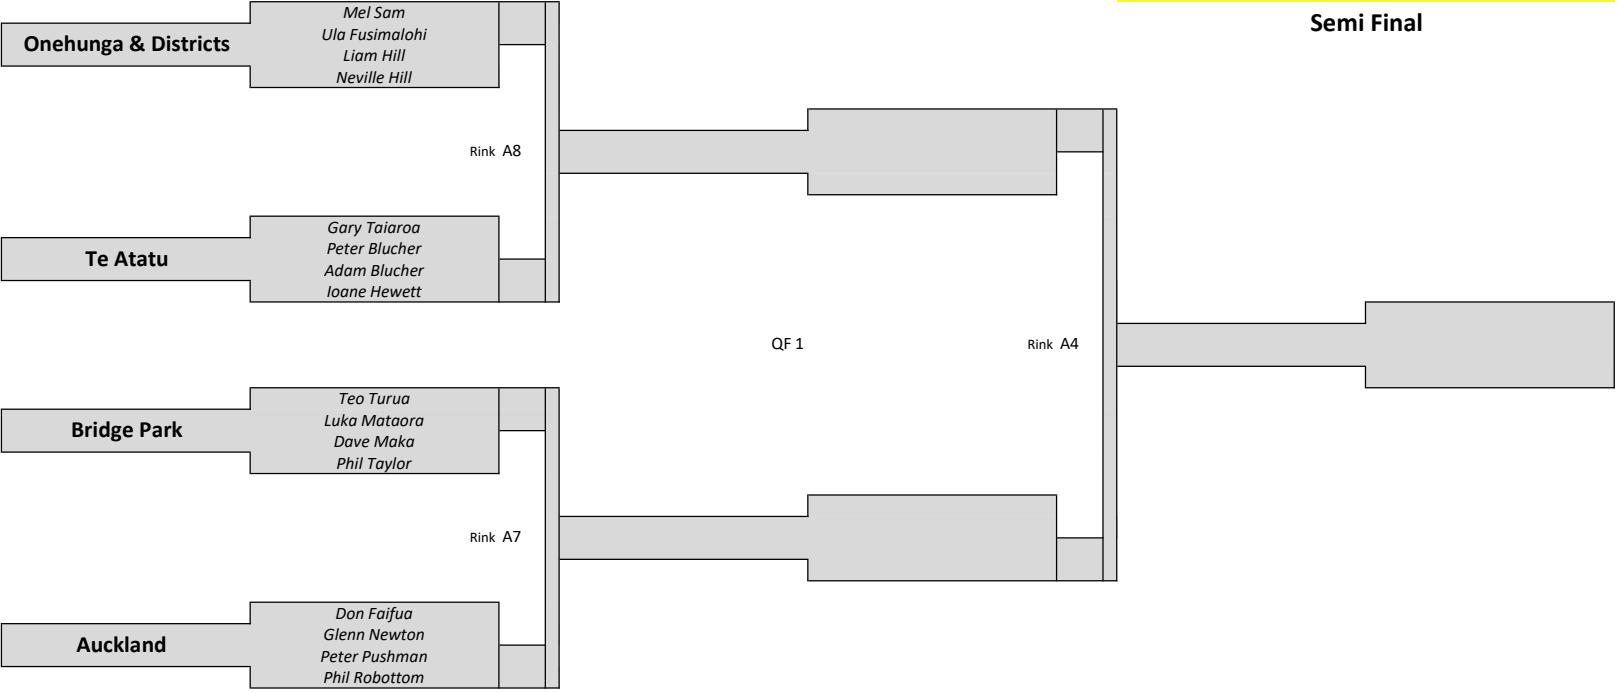 Semi Final
Onehunga & Districts
Mel Sam
Ula Fusimalohi
Liam Hill
Neville Hill
Rink A8
Te Atatu
Gary Taiaroa
Peter Blucher
Adam Blucher
Ioane Hewett
QF 1
Rink A4
Bridge Park
Teo Turua
Luka Mataora
Dave Maka
Phil Taylor
Rink A7
Auckland
Don Faifua
Glenn Newton
Peter Pushman
Phil Robottom